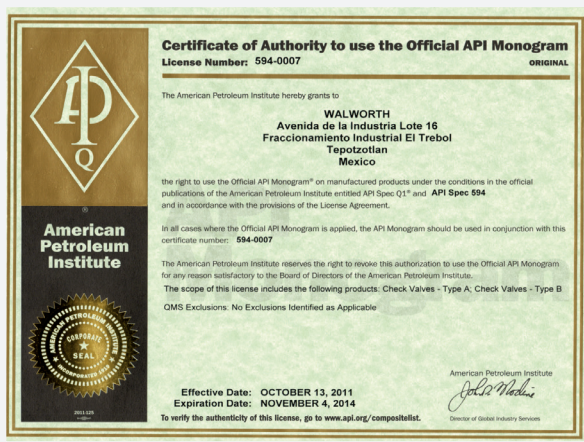 Certificate of Authority to use the Official API Monogram
License Number: 594-0007
ORIGINAL
The American Petroleum Institute hereby grants to
WALWORTH
Avenida de la Industria Lote 16
Fraccionamiento Industrial El Trebol
Tepotzotlan
Mexico
the right to use the Official API Monogram® on manufactured products under the conditions in the official
publications of the American Petroleum Institute entitled API Spec Q1® and API Spec 594
and in accordance with the provisions of the License Agreement.
In all cases where the Official API Monogram is applied, the API Monogram should be used in conjunction with this
certificate number: 594-0007
The American Petroleum Institute reserves the right to revoke this authorization to use the Official API Monogram
for any reason satisfactory to the Board of Directors of the American Petroleum Institute.
The scope of this license includes the following products: Check Valves - Type A; Check Valves - Type B
QMS Exclusions: No Exclusions Identified as Applicable
American Petroleum Institute
Effective Date: OCTOBER 13, 2011
Expiration Date: NOVEMBER 4, 2014
To verify the authenticity of this license, go to www.api.org/compositelist.
Director of Global Industry Services
API
Q
®
American
Petroleum
Institute
AMERICAN PETROLEUM INSTITUTE
CORPORATE
SEAL
INCORPORATED 1919
2011-125